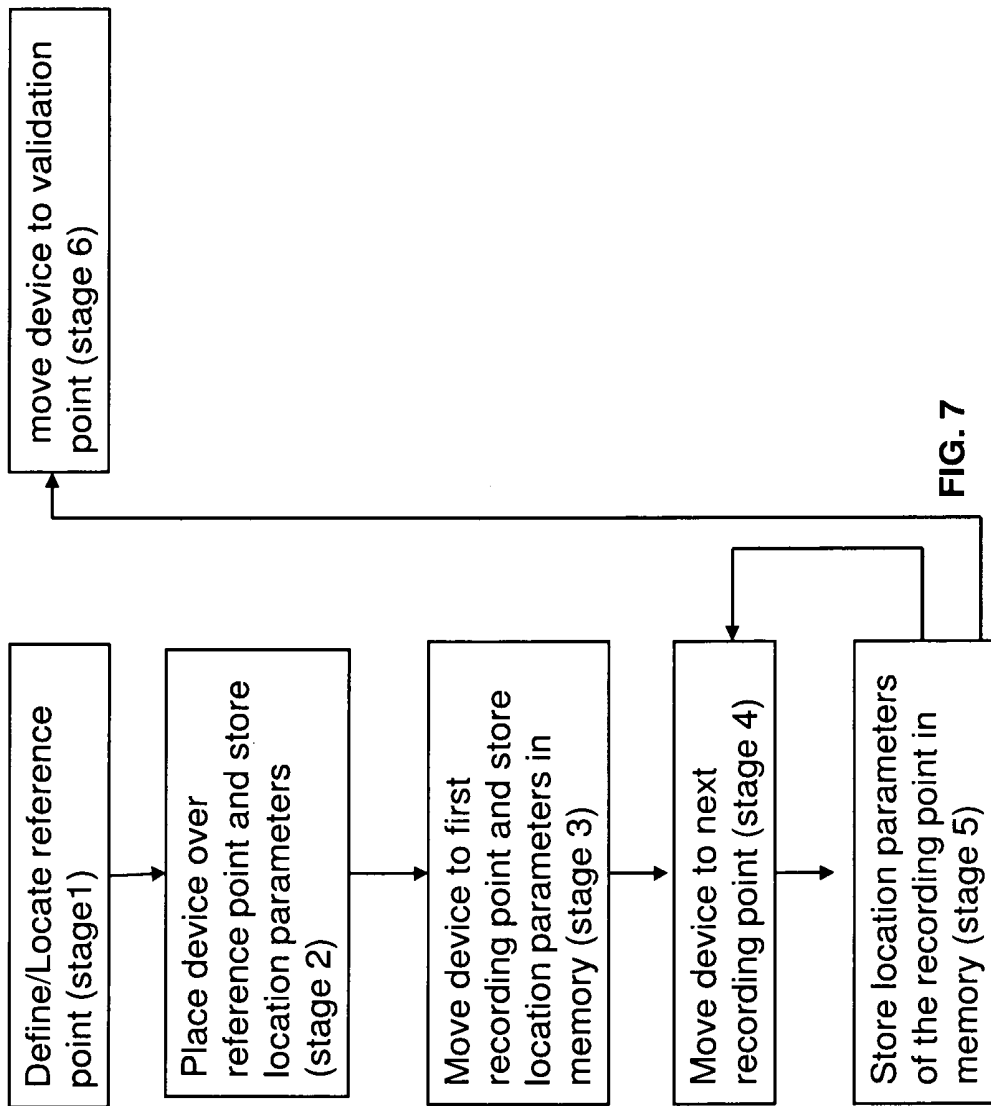 Define/Locate reference
point (stage1)
Place device over
reference point and store
location parameters
(stage 2)
Move device to first
recording point and store
location parameters in
memory (stage 3)
Move device to next
recording point (stage 4)
Store location parameters
of the recording point in
memory (stage 5)
move device to validation
point (stage 6)
FIG. 7